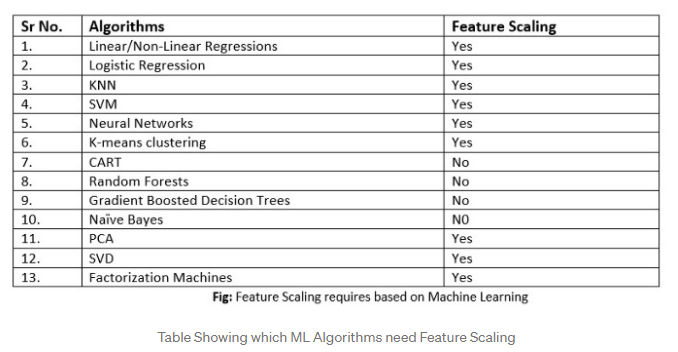 Sr No. Algorithms Feature Scaling
1. Linear/Non-Linear Regressions Yes
2. Logistic Regression Yes
3. KNN Yes
4. SVM Yes
5. Neural Networks Yes
6. K-means clustering Yes
7. CART No
8. Random Forests No
9. Gradient Boosted Decision Trees No
10. Naïve Bayes N0
11. PCA Yes
12. SVD Yes
13. Factorization Machines Yes
Fig: Feature Scaling requires based on Machine Learning
Table Showing which ML Algorithms need Feature Scaling